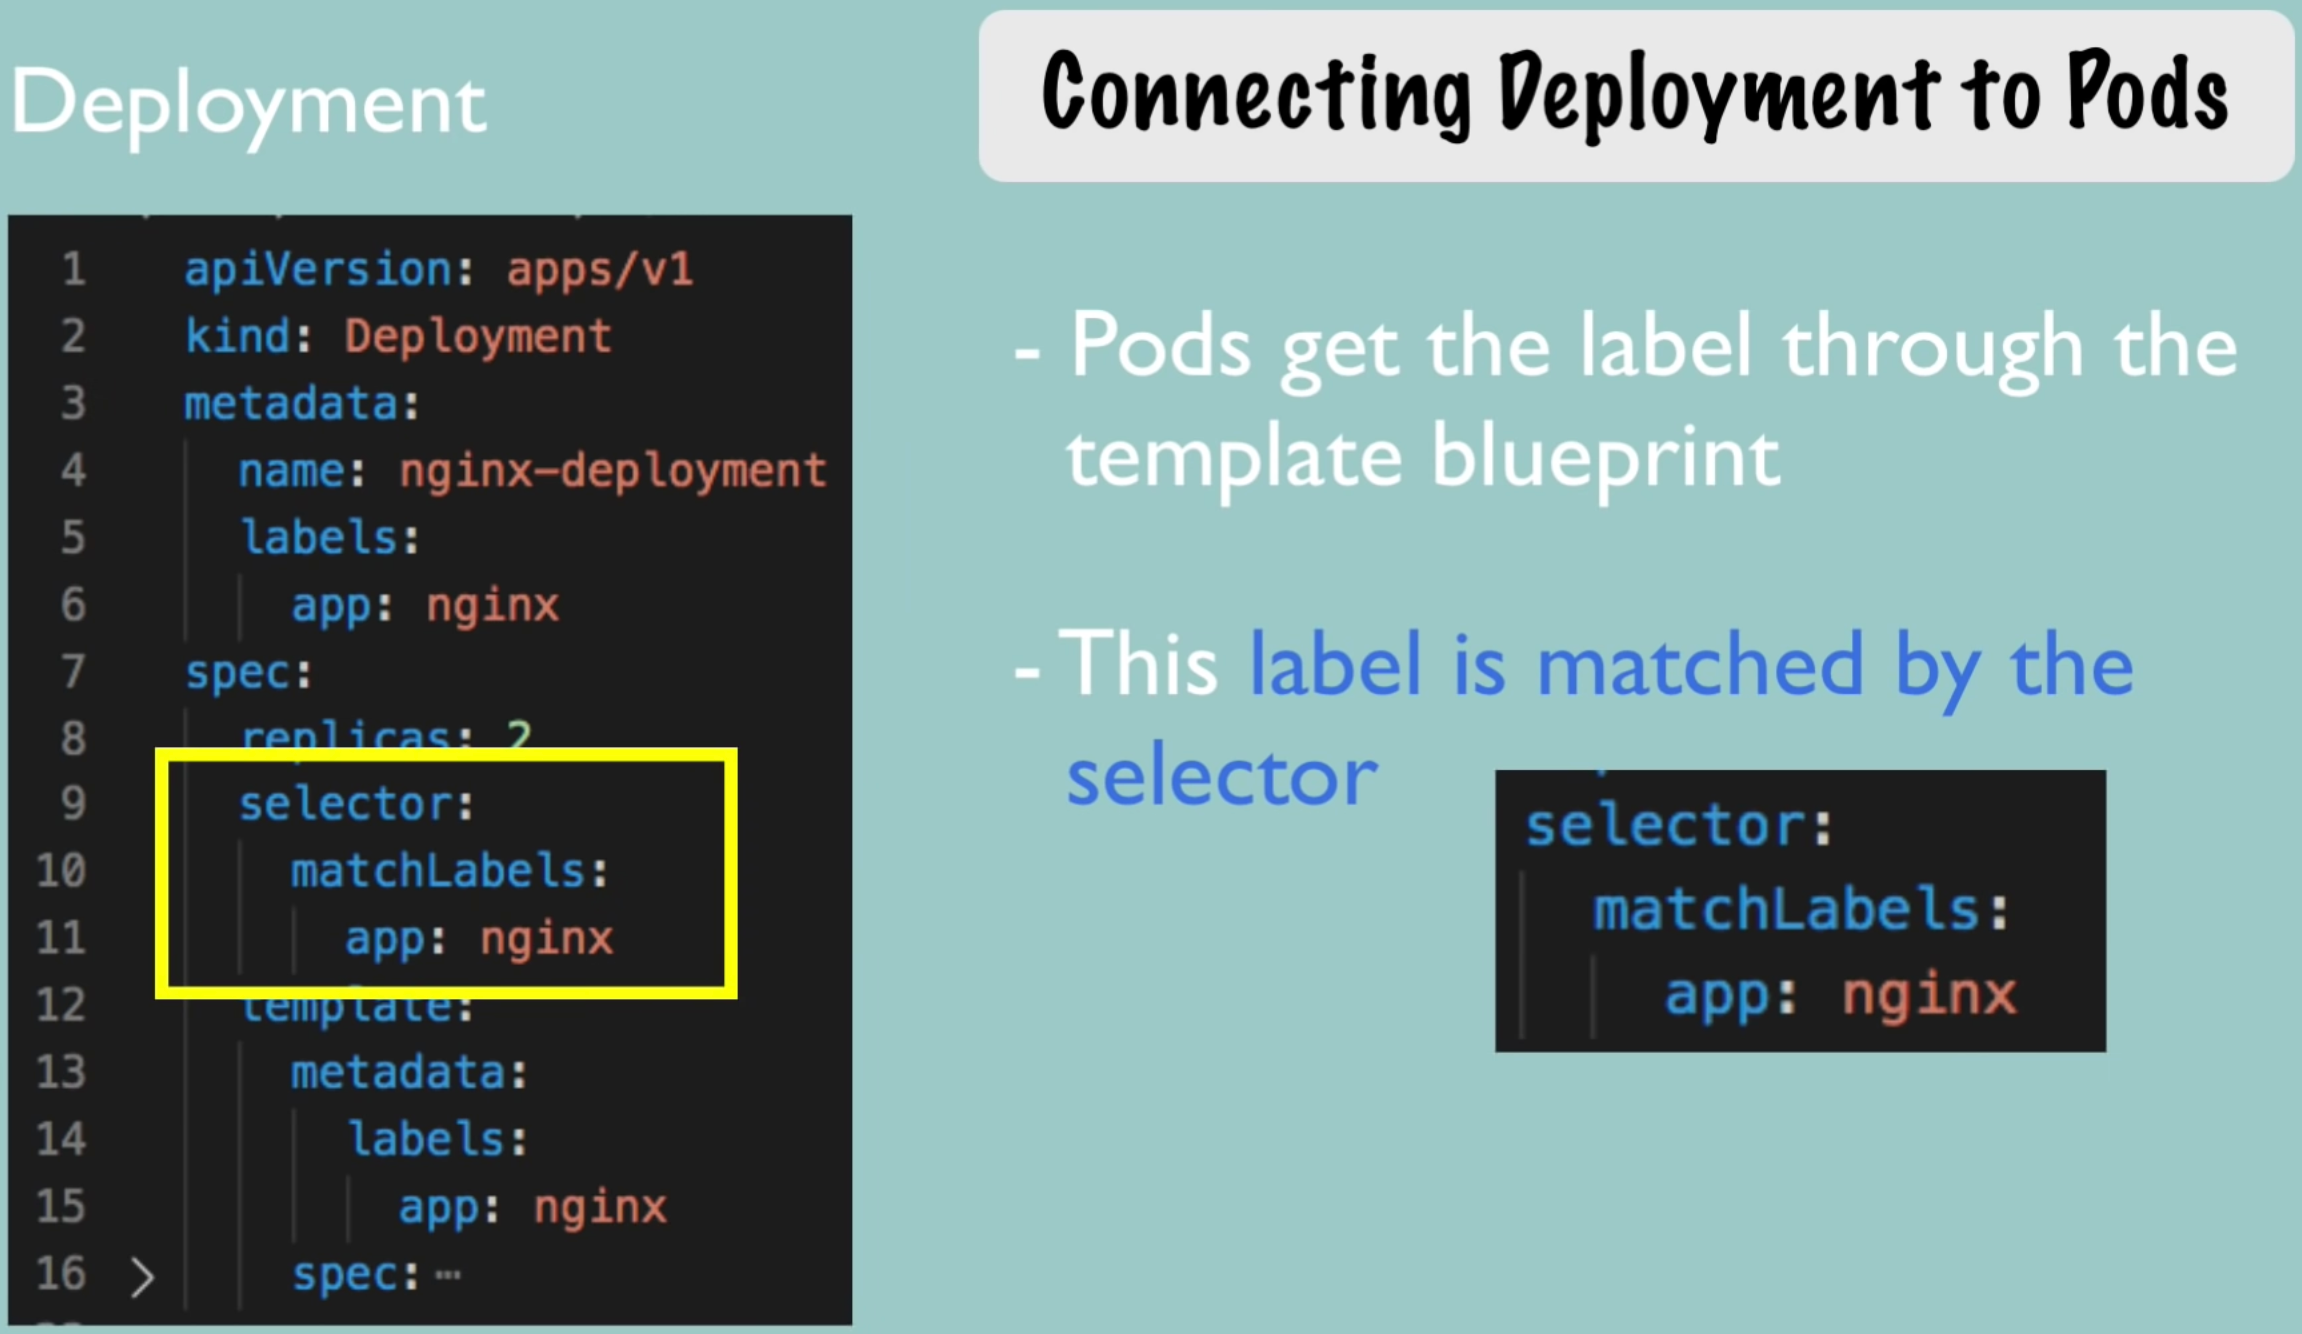 Deployment
1 apiVersion: apps/v1
2 kind: Deployment
3 metadata:
4 name: nginx-deployment
5 labels:
6 app: nginx
7 spec:
8 replicas: 2
9 selector:
10 matchLabels:
11 app: nginx
12 template:
13 metadata:
14 labels:
15 app: nginx
16 > spec: ...
Connecting Deployment to Pods
- Pods get the label through the
template blueprint
- This label is matched by the
selector
selector:
matchLabels:
app: nginx